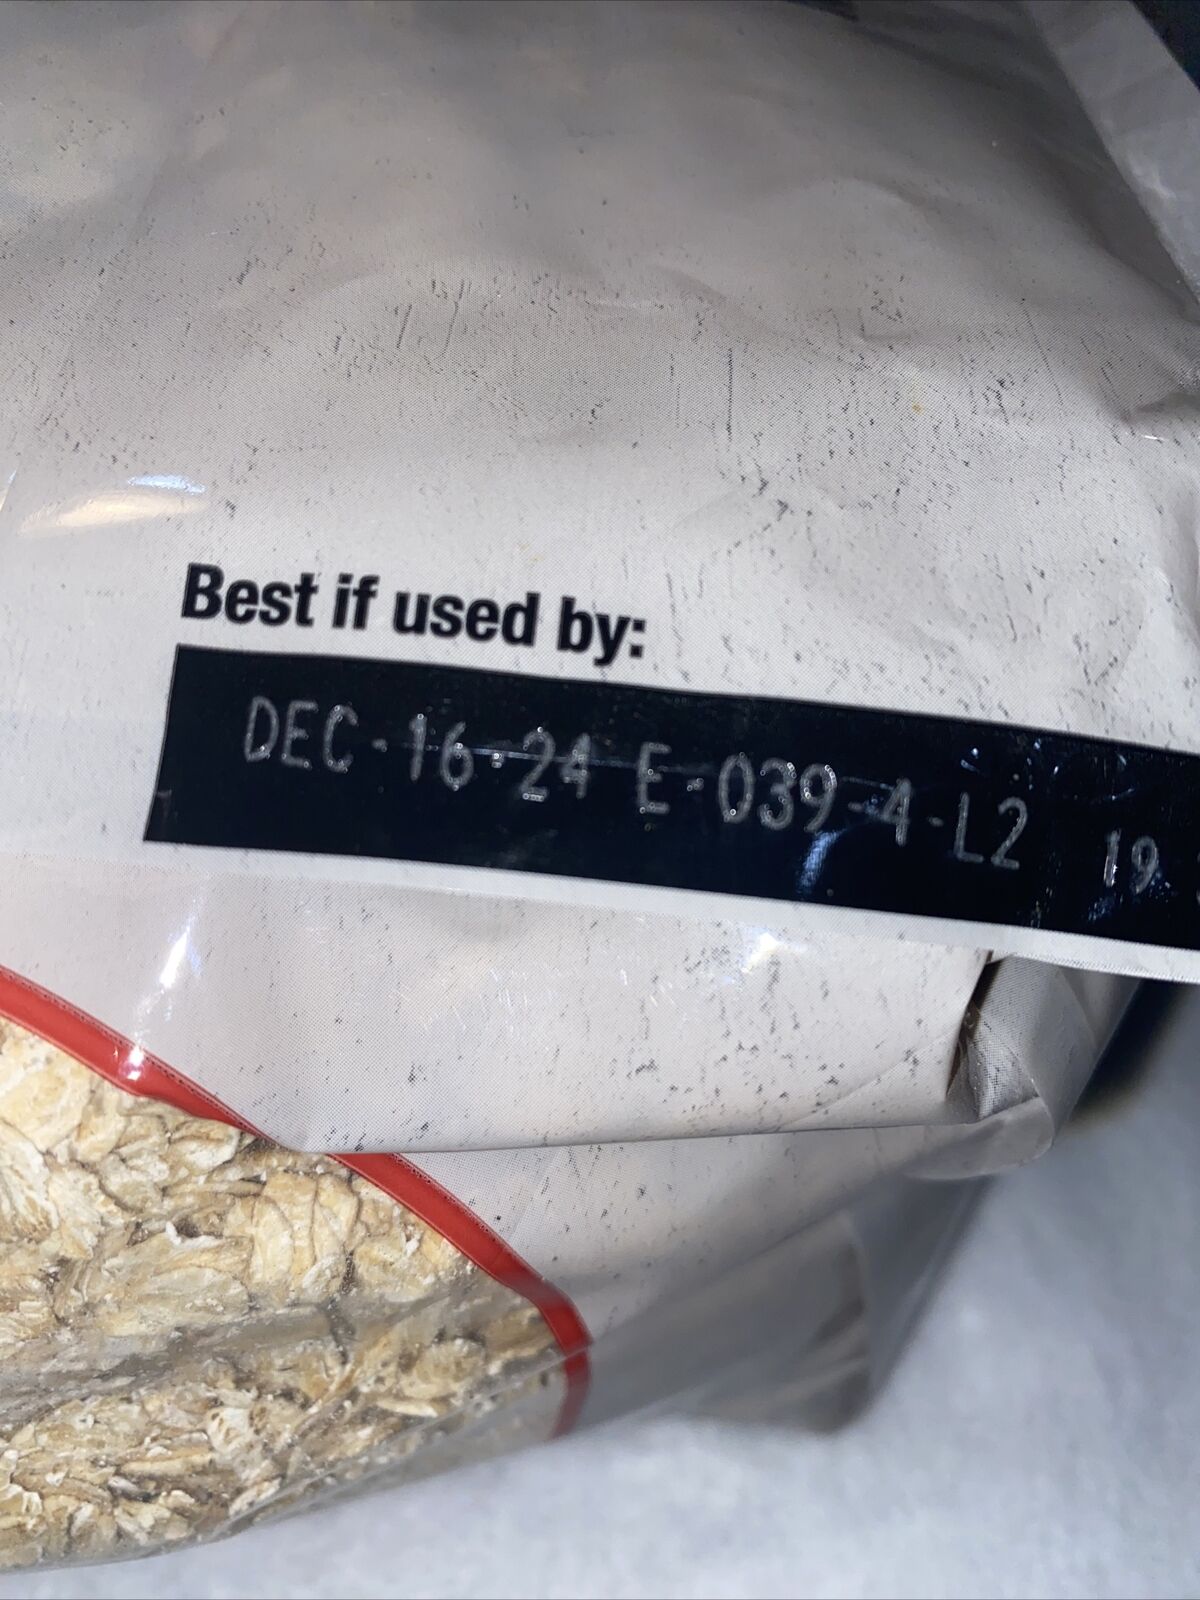 Best if used by:
DEC-16-24 E-039-4-L2 19